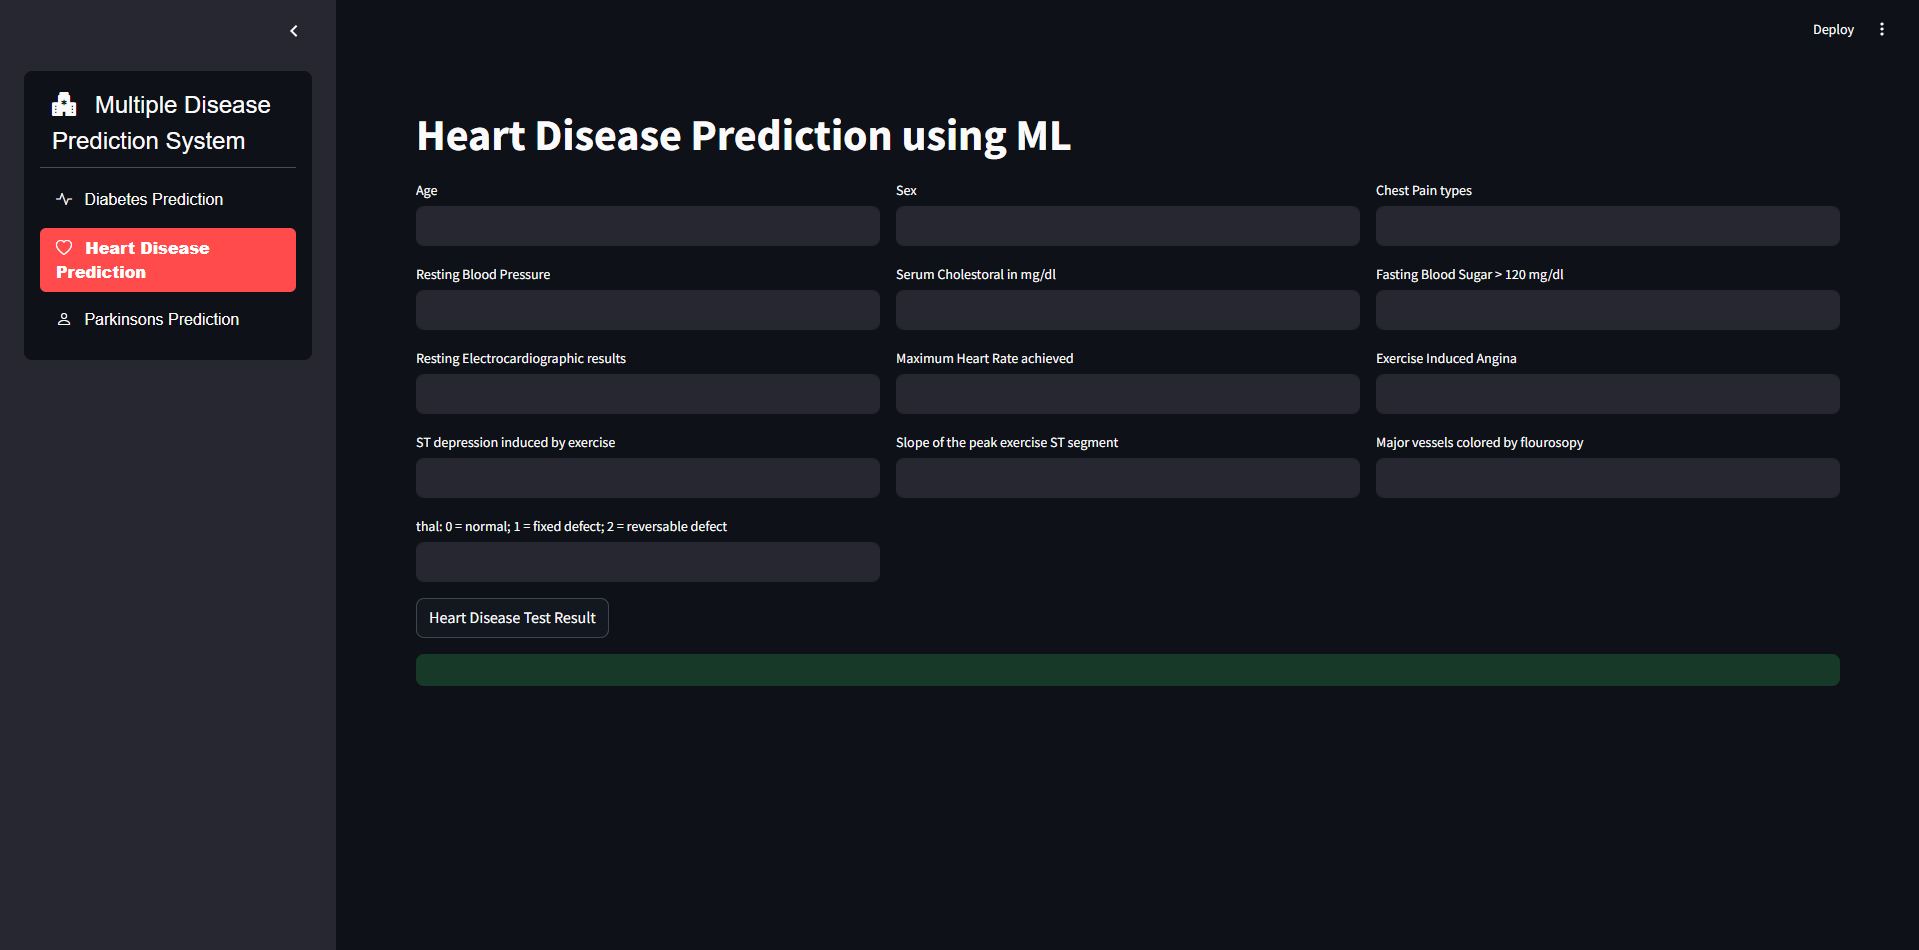 Multiple Disease
Prediction System
Diabetes Prediction
Heart Disease
Prediction
Parkinsons Prediction
Deploy
Heart Disease Prediction using ML
Age
Sex
Chest Pain types
Resting Blood Pressure
Serum Cholestoral in mg/dl
Fasting Blood Sugar > 120 mg/dl
Resting Electrocardiographic results
Maximum Heart Rate achieved
Exercise Induced Angina
ST depression induced by exercise
Slope of the peak exercise ST segment
Major vessels colored by flourosopy
thal: 0 = normal; 1 = fixed defect; 2 = reversable defect
Heart Disease Test Result